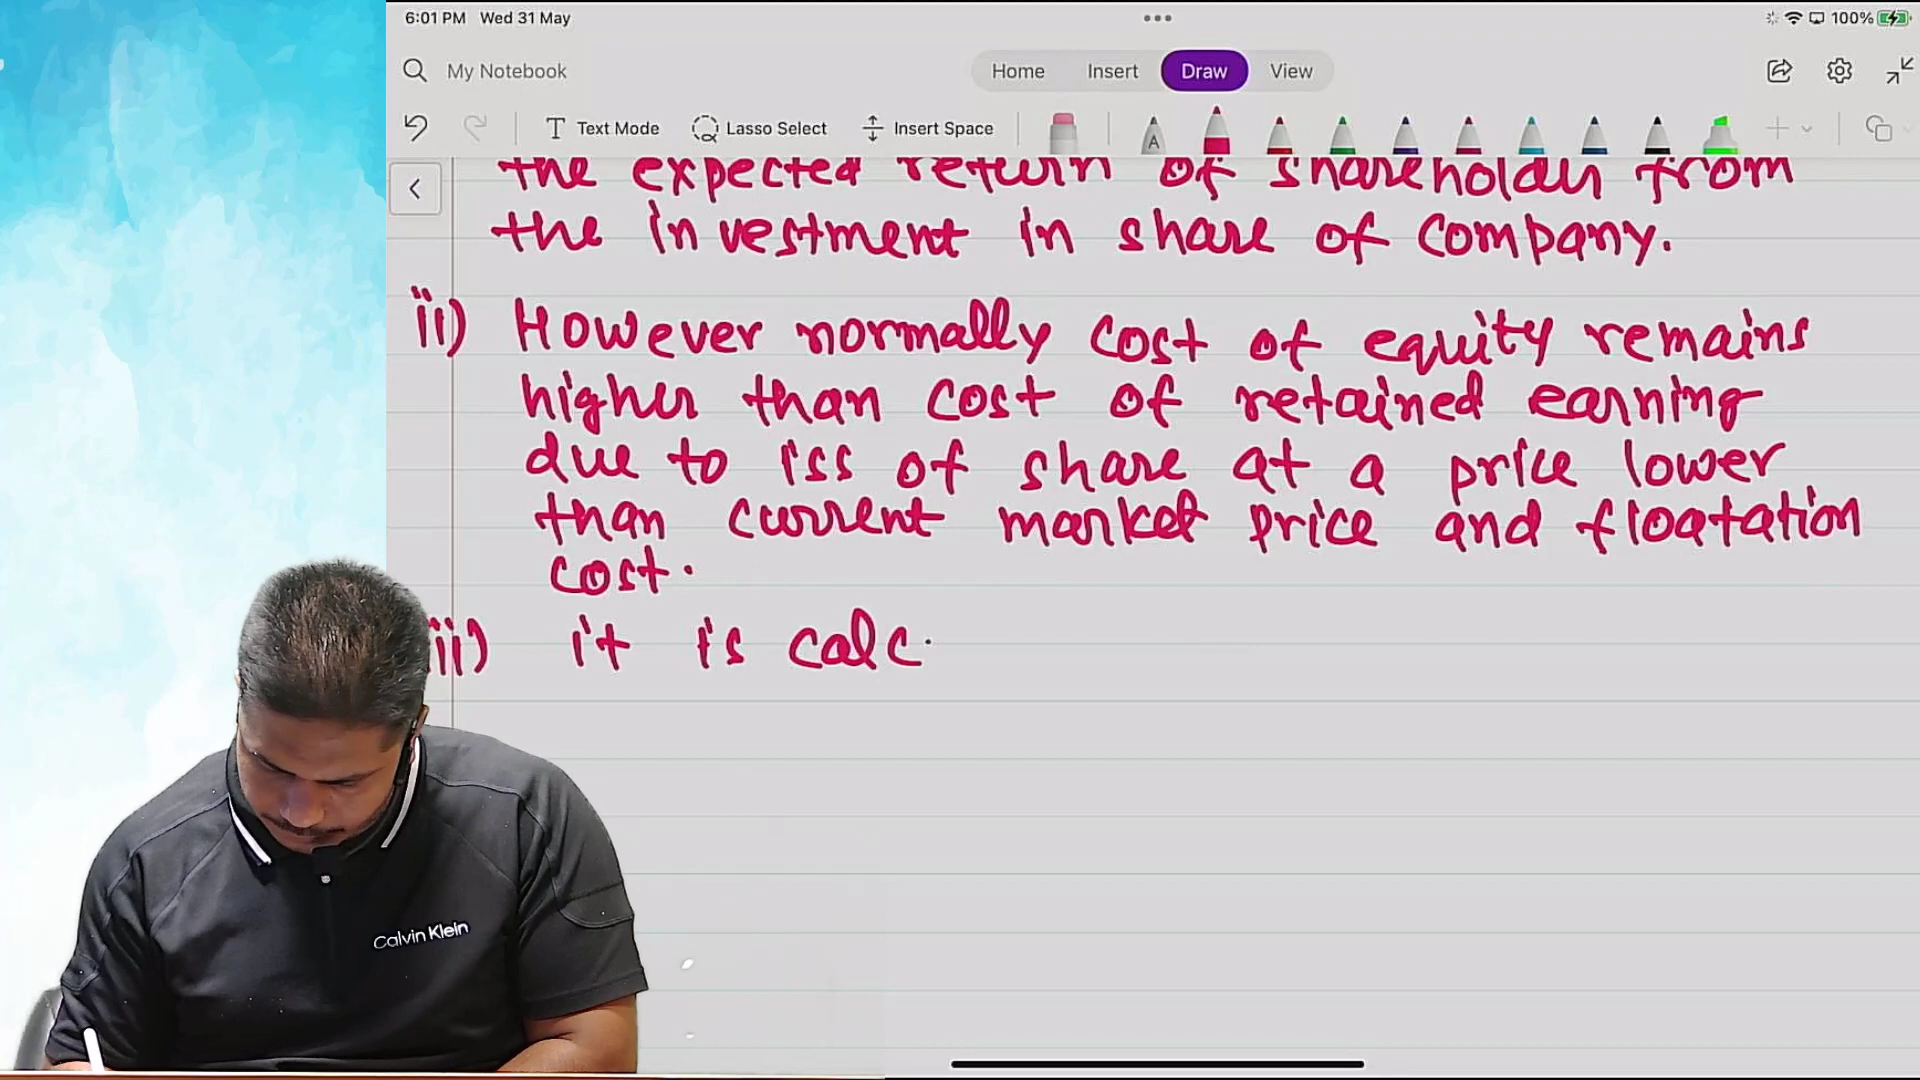 6:01 PM Wed 31 May
100%
My Notebook
Home Insert Draw View
Text Mode Lasso Select Insert Space
A
the expected return of shareholder from
the investment in share of company.
ii) However normally cost of equity remains
higher than cost of retained earning
due to iss of share at a price lower
than current market price and floatation
cost.
ii) it is calc
Calvin Klein